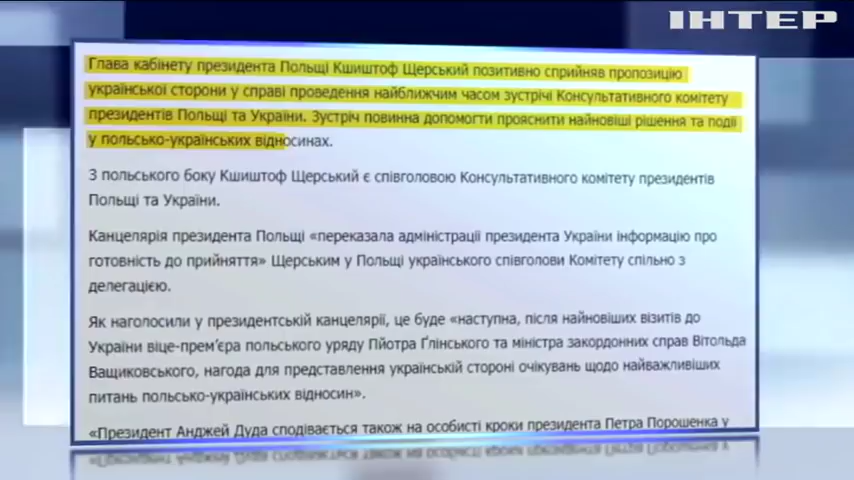 ІНТЕР
Глава кабінету президента Польщі Кшиштоф Щерський позитивно сприйняв пропозицію
української сторони у справі проведення найближчим часом зустрічі Консультативного комітету
президентів Польщі та України. Зустріч повинна допомогти прояснити найновіші рішення та події
у польсько-українських відносинах.
З польського боку Кшиштоф Щерський є співголовою Консультативного комітету президентів
Польщі та України.
Канцелярія президента Польщі «переказала адміністрації президента України інформацію про
готовність до прийняття» Щерським у Польщі українського співголови Комітету спільно з
делегацією.
Як наголосили у президентській канцелярії, це буде «наступна, після найновіших візитів до
України віце-прем'єра польського уряду Пйотра Ґлінського та міністра закордонних справ Вітольда
Ващиковського, нагода для представлення українській стороні очікувань щодо найважливіших
питань польсько-українських відносин».
«Президент Анджей Дуда сподівається також на особисті кроки президента Петра Порошенка у